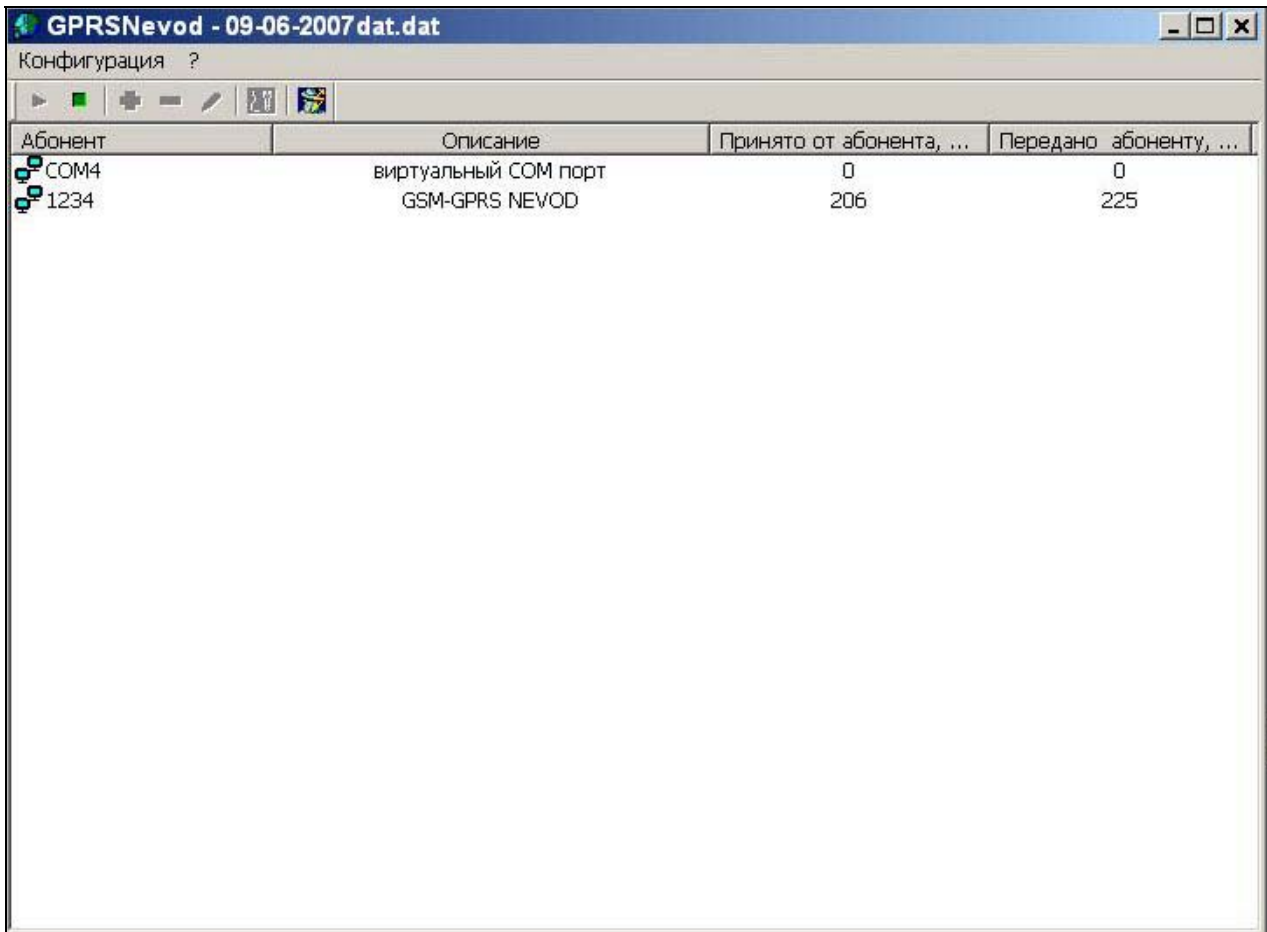 GPRSNevod - 09-06-2007dat.dat
Конфигурация ?
Абонент Описание Принято от абонента, ... Передано абоненту, ...
COM4 виртуальный COM порт 0 0
1234 GSM-GPRS NEVOD 206 225